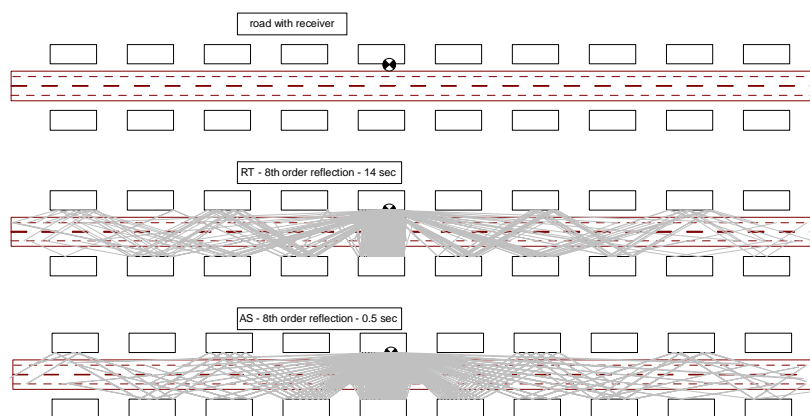 road with receiver
RT - 8th order reflection - 14 sec
AS - 8th order reflection - 0.5 sec